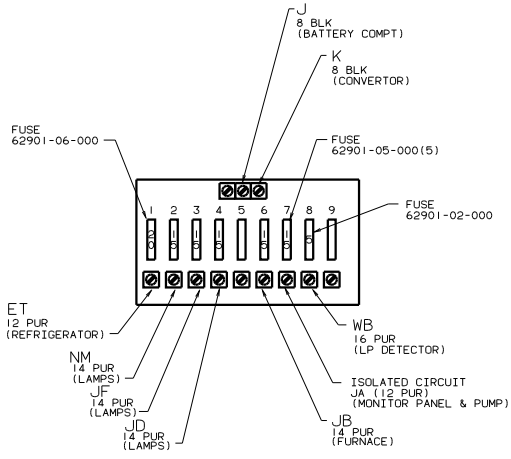 J
8 BLK
(BATTERY COMPT)
K
8 BLK
(CONVERTOR)
FUSE
62901-06-000
FUSE
62901-05-000(5)
FUSE
62901-02-000
1 2 3 4 5 6 7 8 9
20 15 15 15 15 15 5
ET
12 PUR
(REFRIGERATOR)
NM
14 PUR
(LAMPS)
JF
14 PUR
(LAMPS)
JD
14 PUR
(LAMPS)
WB
16 PUR
(LP DETECTOR)
ISOLATED CIRCUIT
JA (12 PUR)
(MONITOR PANEL & PUMP)
JB
14 PUR
(FURNACE)